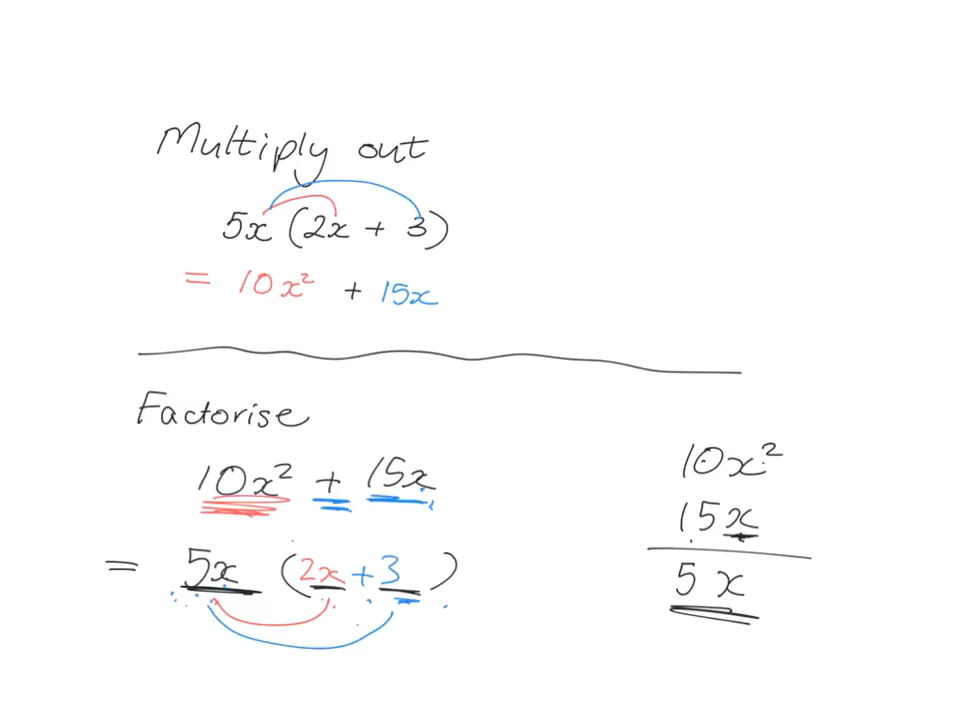 Multiply out
5x (2x + 3)
= 10x² + 15x
Factorise
10x² + 15x
= 5x (2x + 3)
10x²
15x
5x